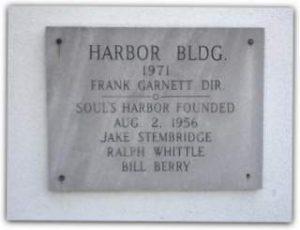 HARBOR BLDG.
1971
FRANK GARNETT DIR.
SOUL'S HARBOR FOUNDED
AUG. 2, 1956
JAKE STEMBRIDGE
RALPH WHITTLE
BILL BERRY